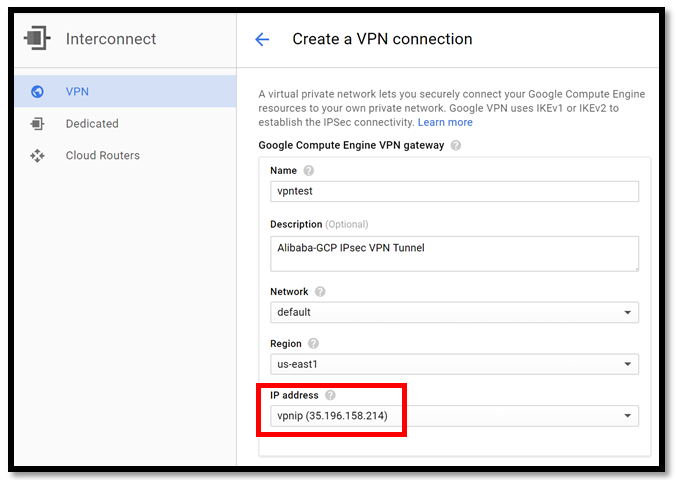 Interconnect
Create a VPN connection
VPN
Dedicated
Cloud Routers
A virtual private network lets you securely connect your Google Compute Engine
resources to your own private network. Google VPN uses IKEv1 or IKEv2 to
establish the IPSec connectivity. Learn more
Google Compute Engine VPN gateway ?
Name ?
vpntest
Description (Optional)
Alibaba-GCP IPsec VPN Tunnel
Network ?
default
Region ?
us-east1
IP address ?
vpnip (35.196.158.214)